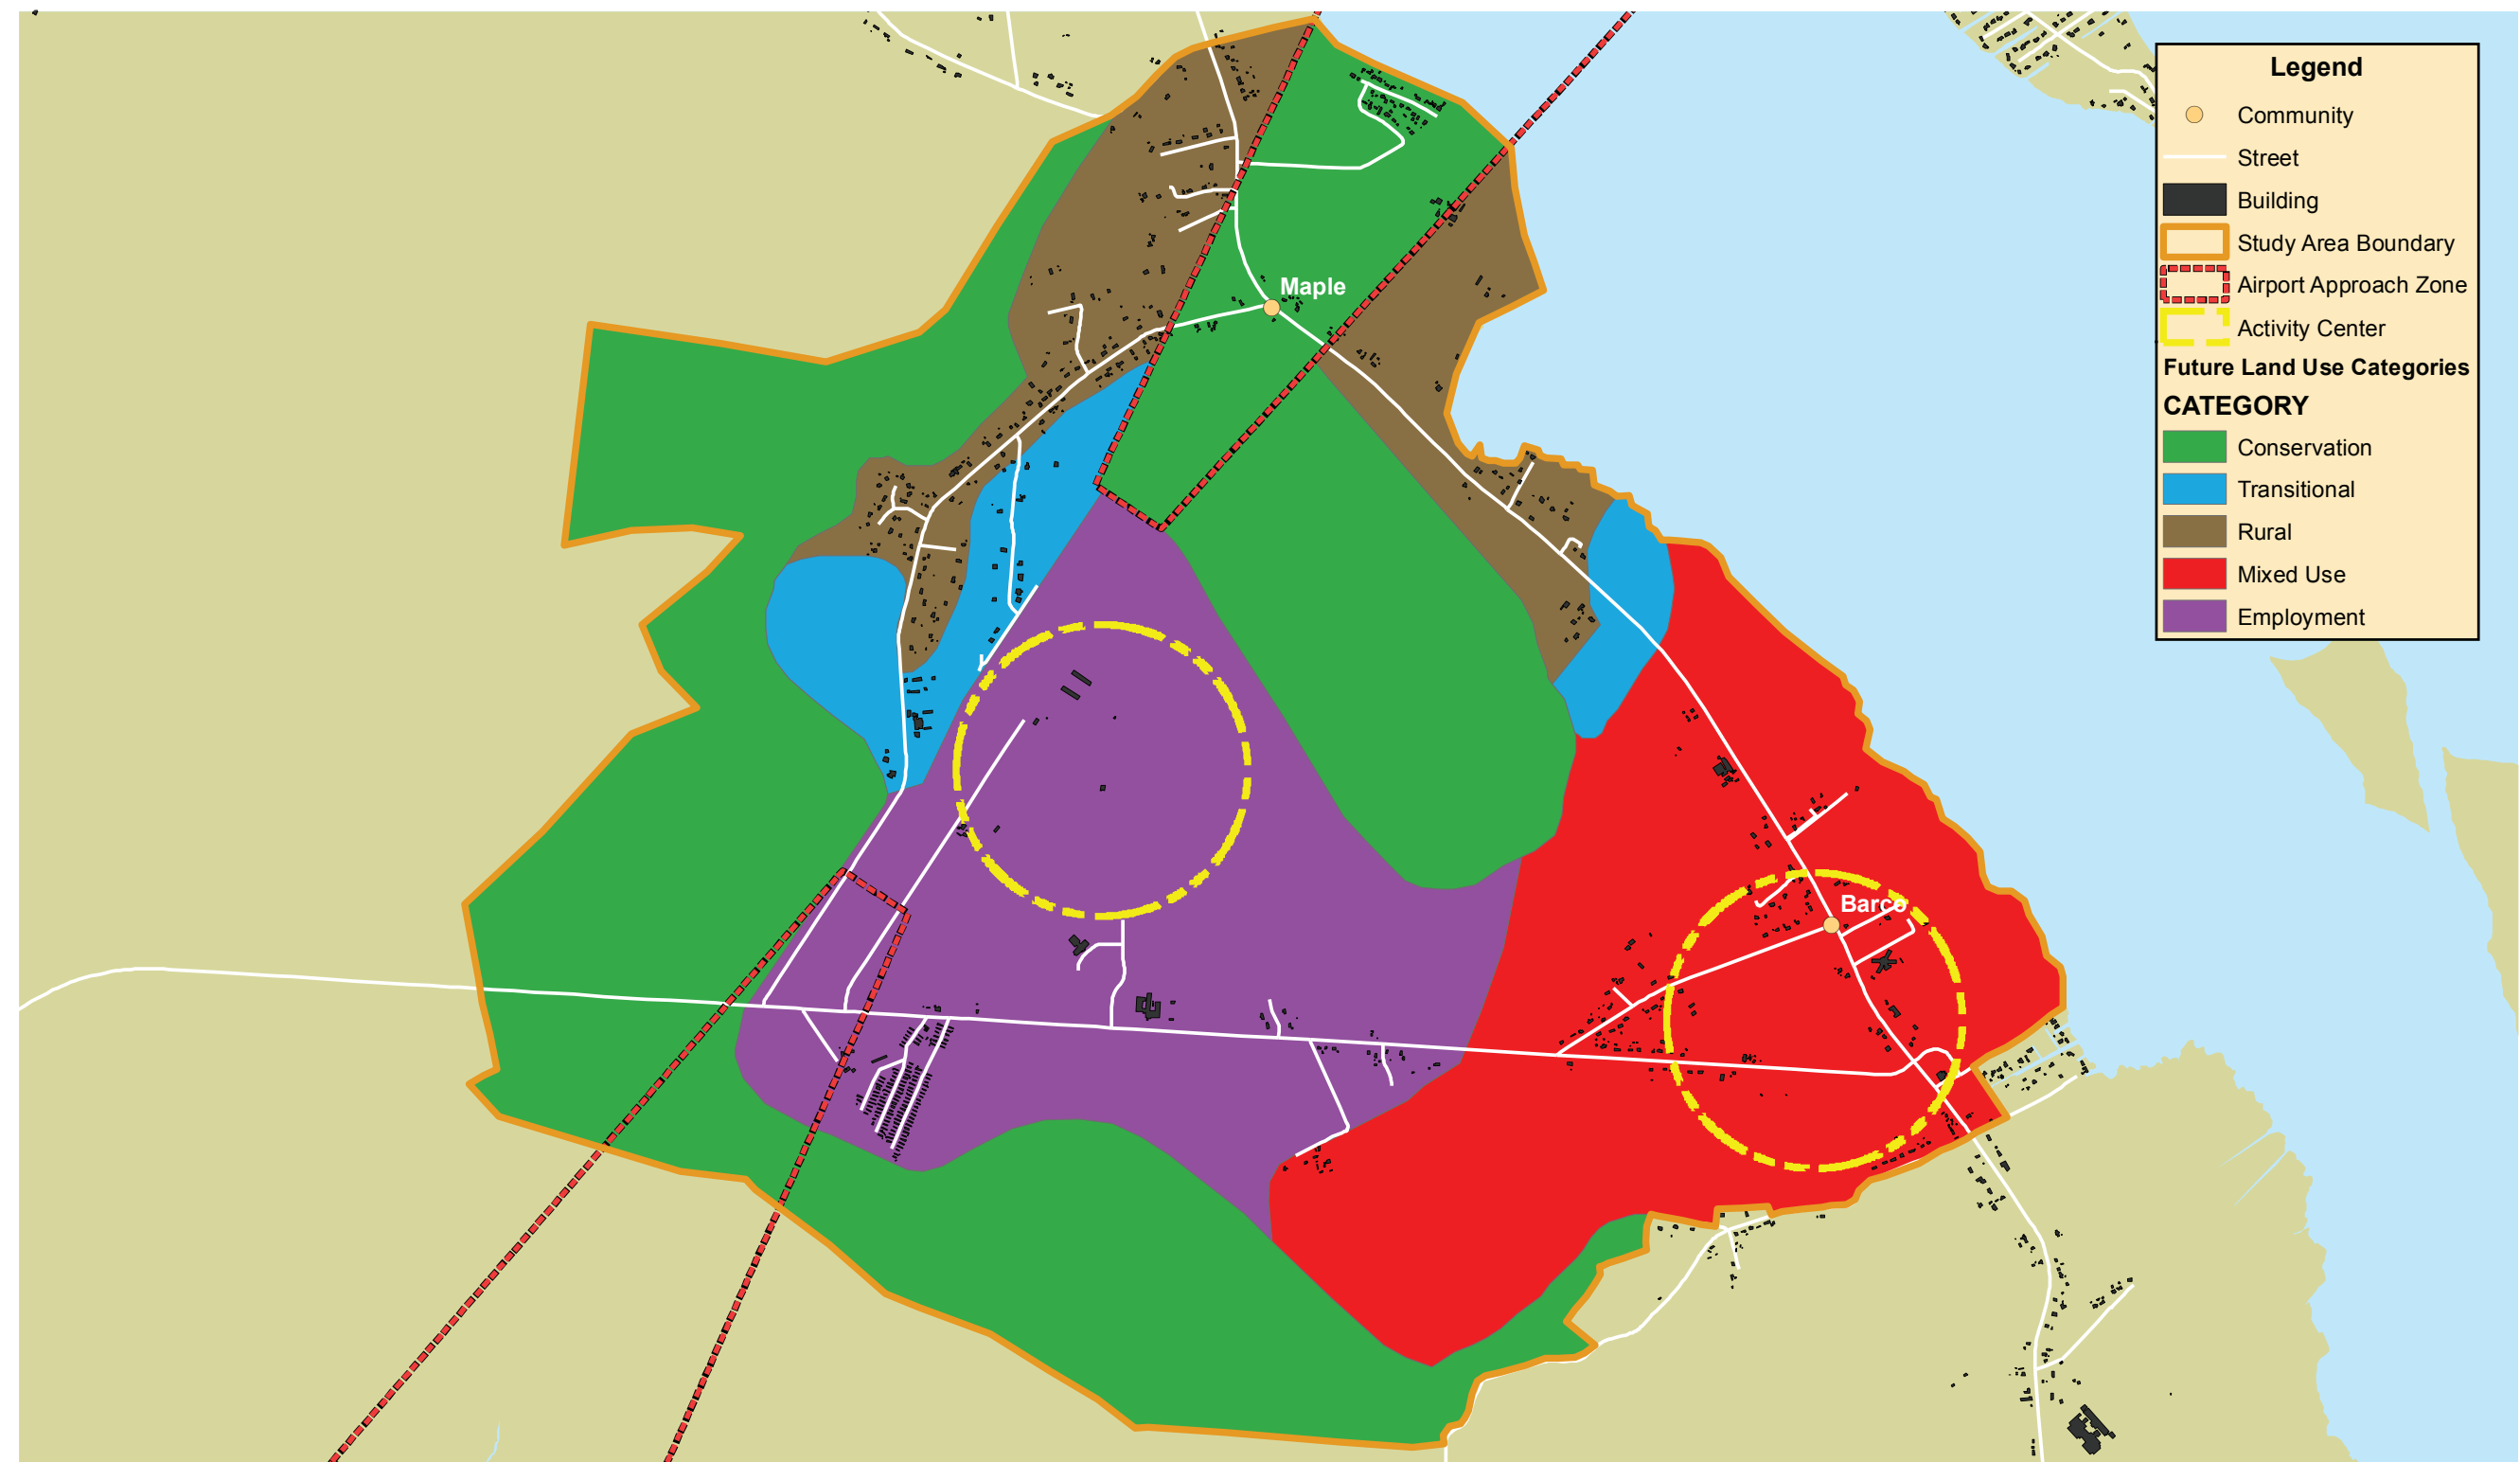 Legend
Community
Street
Building
Study Area Boundary
Airport Approach Zone
Activity Center
Future Land Use Categories
CATEGORY
Conservation
Transitional
Rural
Mixed Use
Employment
Maple
Barco